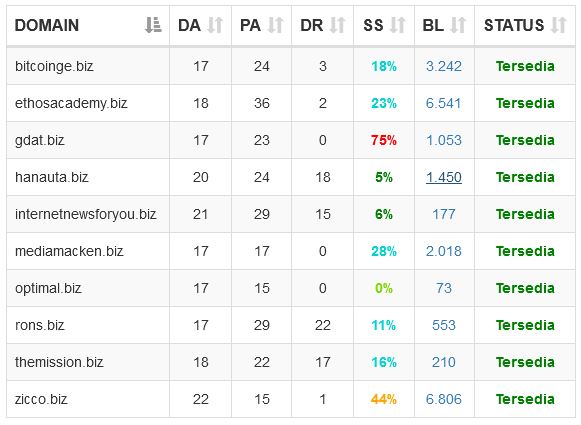 DOMAIN DA PA DR SS BL STATUS
bitcoinge.biz 17 24 3 18% 3.242 Tersedia
ethosacademy.biz 18 36 2 23% 6.541 Tersedia
gdat.biz 17 23 0 75% 1.053 Tersedia
hanauta.biz 20 24 18 5% 1.450 Tersedia
internetnewsforyou.biz 21 29 15 6% 177 Tersedia
mediamacken.biz 17 17 0 28% 2.018 Tersedia
optimal.biz 17 15 0 0% 73 Tersedia
rons.biz 17 29 22 11% 553 Tersedia
themission.biz 18 22 17 16% 210 Tersedia
zicco.biz 22 15 1 44% 6.806 Tersedia